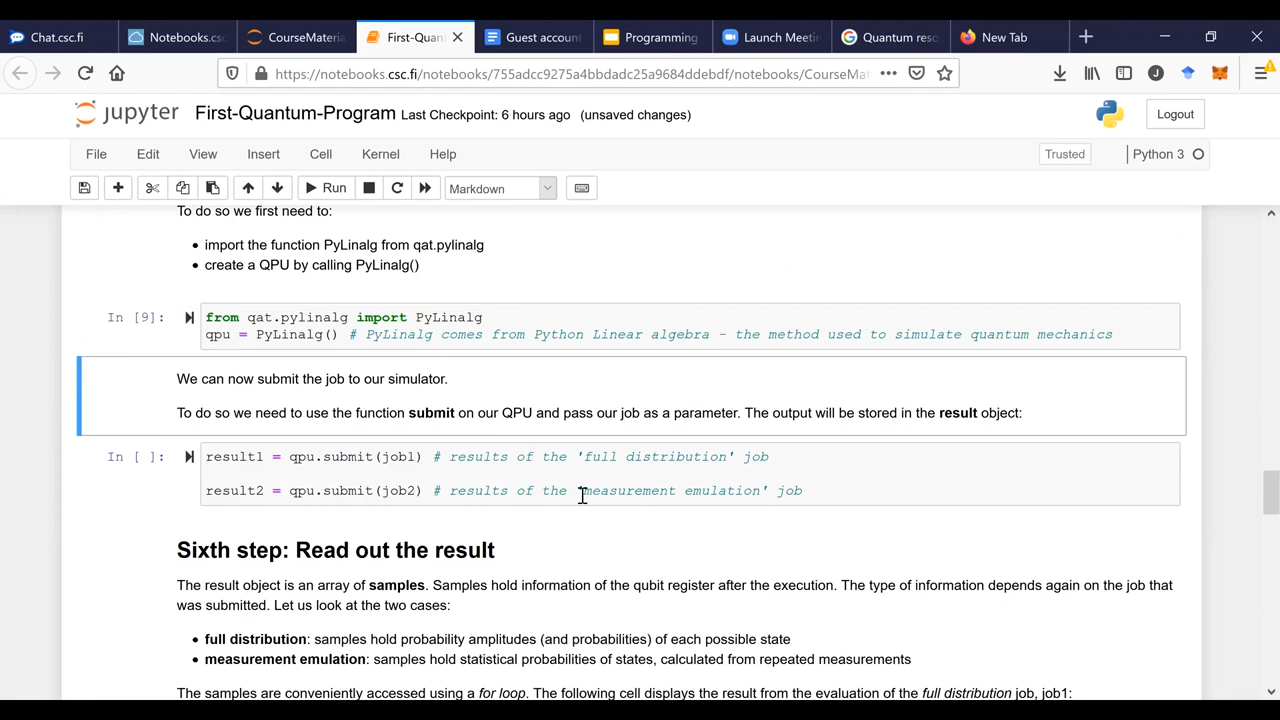 Chat.csc.fi
Notebooks.csc
CourseMateria
First-Quan
Guest account
Programming
Launch Meeti
Quantum reso
New Tab
https://notebooks.csc.fi/notebooks/755adcc9275a4bbdadc25a9684ddebdf/notebooks/CourseMat
J
jupyter First-Quantum-Program Last Checkpoint: 6 hours ago (unsaved changes) Logout
File Edit View Insert Cell Kernel Help Trusted Python 3
Run Markdown
To do so we first need to:
• import the function PyLinalg from qat.pylinalg
• create a QPU by calling PyLinalg()
In [9]: from qat.pylinalg import PyLinalg
qpu = PyLinalg() # PyLinalg comes from Python Linear algebra - the method used to simulate quantum mechanics
We can now submit the job to our simulator.
To do so we need to use the function submit on our QPU and pass our job as a parameter. The output will be stored in the result object:
In [ ]: result1 = qpu.submit(job1) # results of the 'full distribution' job
result2 = qpu.submit(job2) # results of the 'measurement emulation' job
Sixth step: Read out the result
The result object is an array of samples. Samples hold information of the qubit register after the execution. The type of information depends again on the job that
was submitted. Let us look at the two cases:
• full distribution: samples hold probability amplitudes (and probabilities) of each possible state
• measurement emulation: samples hold statistical probabilities of states, calculated from repeated measurements
The samples are conveniently accessed using a for loop. The following cell displays the result from the evaluation of the full distribution job, job1: